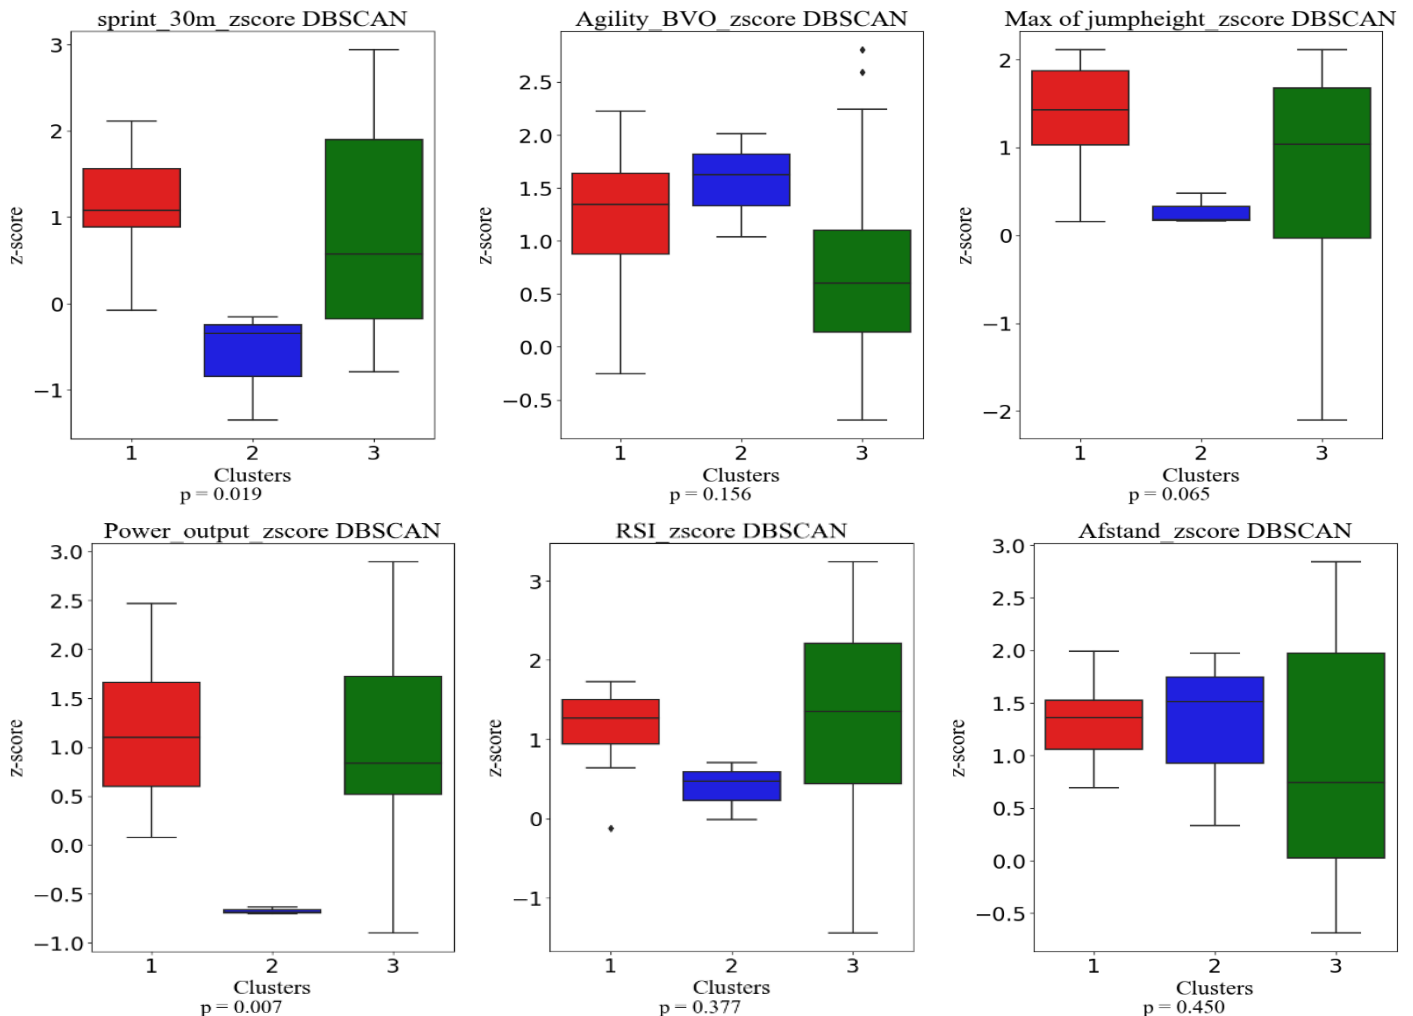 sprint_30m_zscore DBSCAN
Agility_BVO_zscore DBSCAN
Max of jumpheight_zscore DBSCAN
3
2
1
0
−1
z-score
1 2 3
Clusters
p = 0.019
2.5
2.0
1.5
1.0
0.5
0.0
−0.5
z-score
1 2 3
Clusters
p = 0.156
2
1
0
−1
−2
z-score
1 2 3
Clusters
p = 0.065
Power_output_zscore DBSCAN
RSI_zscore DBSCAN
Afstand_zscore DBSCAN
3.0
2.5
2.0
1.5
1.0
0.5
0.0
−0.5
−1.0
z-score
1 2 3
Clusters
p = 0.007
3
2
1
0
−1
z-score
1 2 3
Clusters
p = 0.377
3.0
2.5
2.0
1.5
1.0
0.5
0.0
−0.5
z-score
1 2 3
Clusters
p = 0.450